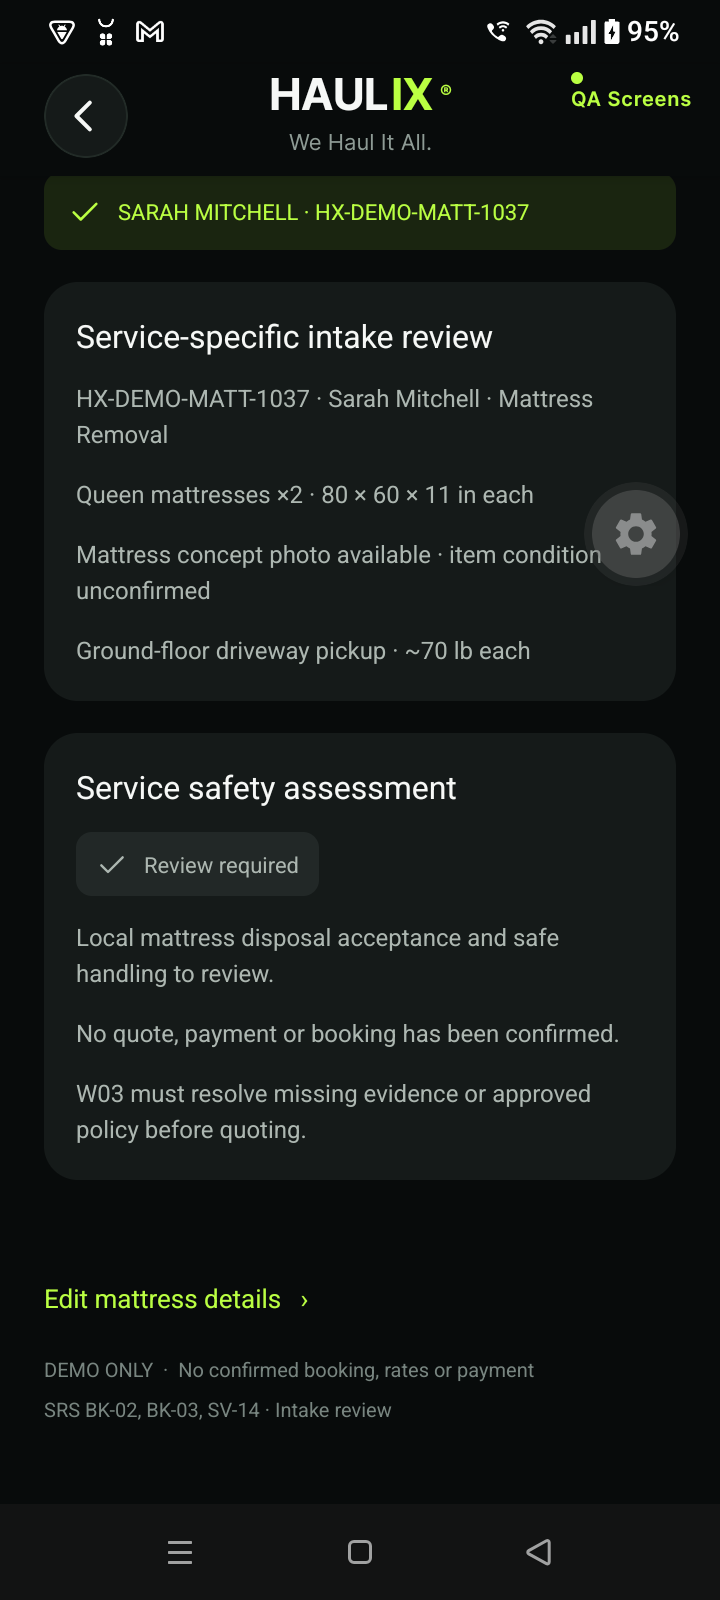 95%
HAULIX ®
QA Screens
We Haul It All.
SARAH MITCHELL · HX-DEMO-MATT-1037
Service-specific intake review
HX-DEMO-MATT-1037 · Sarah Mitchell · Mattress
Removal
Queen mattresses ×2 · 80 × 60 × 11 in each
Mattress concept photo available · item condition
unconfirmed
Ground-floor driveway pickup · ~70 lb each
Service safety assessment
Review required
Local mattress disposal acceptance and safe
handling to review.
No quote, payment or booking has been confirmed.
W03 must resolve missing evidence or approved
policy before quoting.
Edit mattress details ›
DEMO ONLY · No confirmed booking, rates or payment
SRS BK-02, BK-03, SV-14 · Intake review